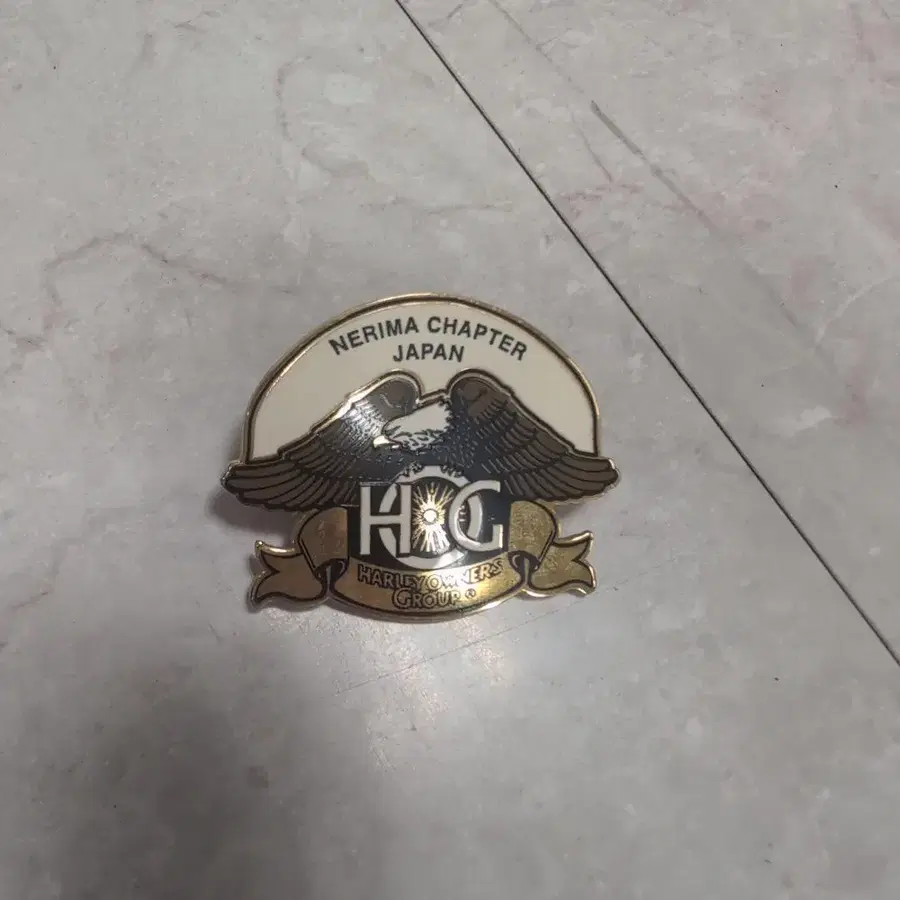 NERIMA CHAPTER
JAPAN
HOG
HARLEY OWNERS
GROUP ®